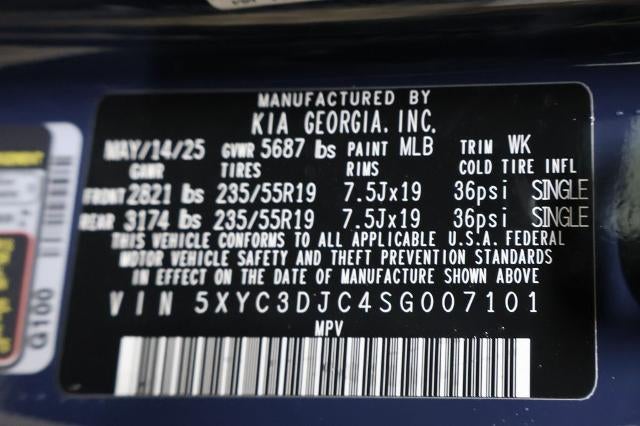 MANUFACTURED BY
KIA GEORGIA, INC.
MAY/14/25 GVWR 5687 lbs PAINT MLB TRIM WK
GAWR TIRES RIMS COLD TIRE INFL
FRONT 2821 lbs 235/55R19 7.5Jx19 36psi SINGLE
REAR 3174 lbs 235/55R19 7.5Jx19 36psi SINGLE
THIS VEHICLE CONFORMS TO ALL APPLICABLE U.S.A. FEDERAL
MOTOR VEHICLE SAFETY AND THEFT PREVENTION STANDARDS
IN EFFECT ON THE DATE OF MANUFACTURE SHOWN ABOVE
VIN 5XYC3DJC4SG007101
MPV
G100